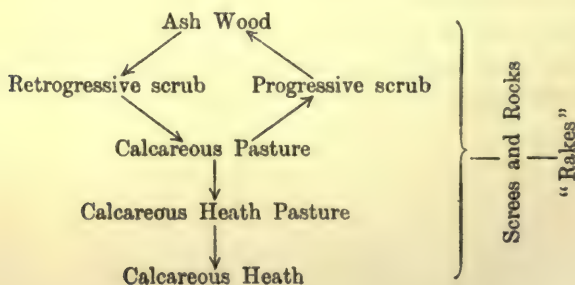 Ash Wood
Retrogressive scrub Progressive scrub
Calcareous Pasture
Calcareous Heath Pasture
Calcareous Heath
Screes and Rocks
“Rakes”